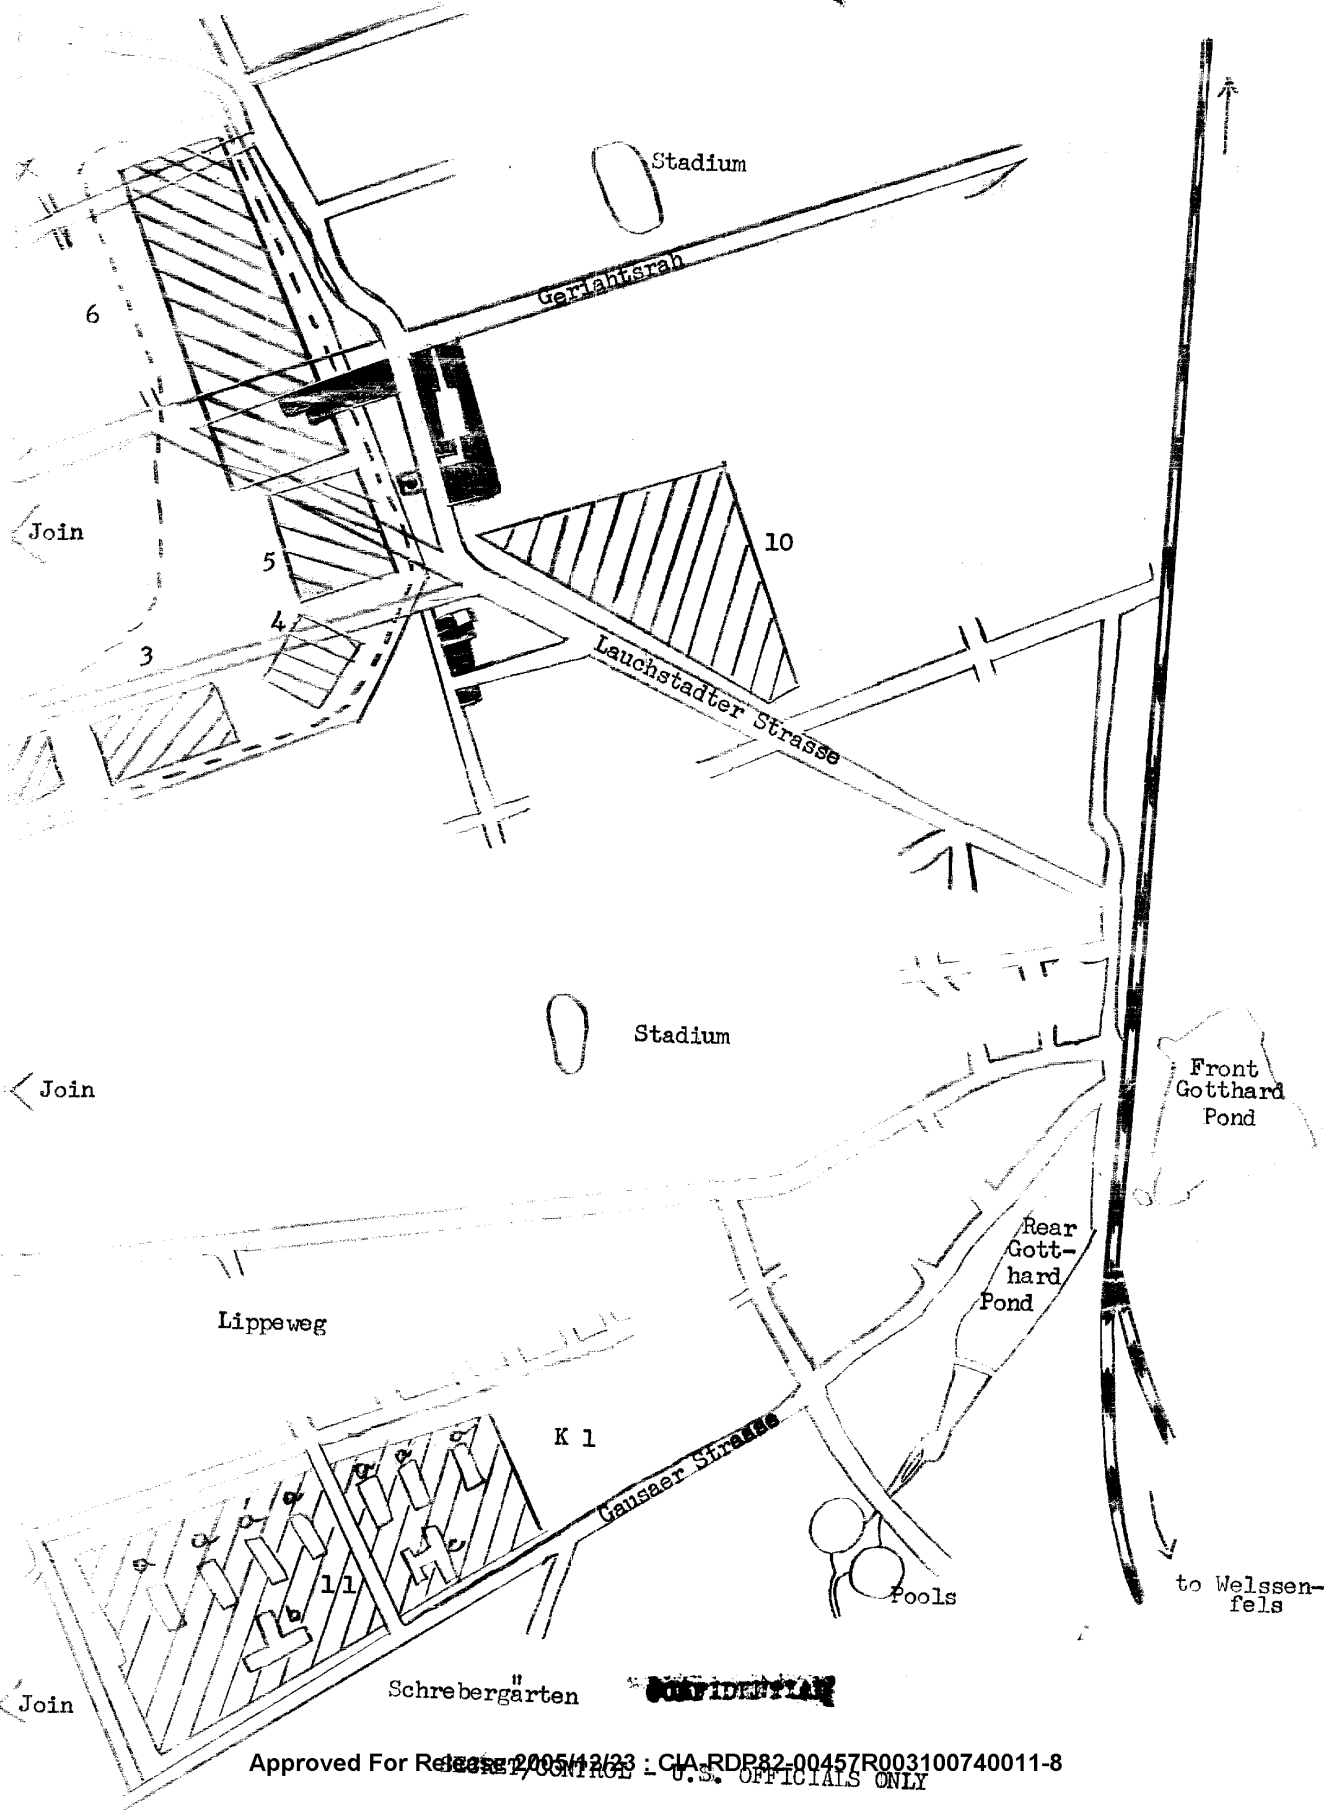 Stadium
Gerlahtsrah
6
Join
5
10
4
3
Lauchstadter Strasse
Stadium
Join
Front
Gotthard
Pond
Rear
Gott-
hard
Pond
Lippeweg
K 1
a
a
a
a
a
a
a
Gausaer Strasse
c
11
b
Pools
to Welssen-
fels
Schrebergärten
CONFIDENTIAL
Join
Approved For Release 2005/12/23 : CIA-RDP82-00457R003100740011-8
SECRET/CONTROL - U.S. OFFICIALS ONLY